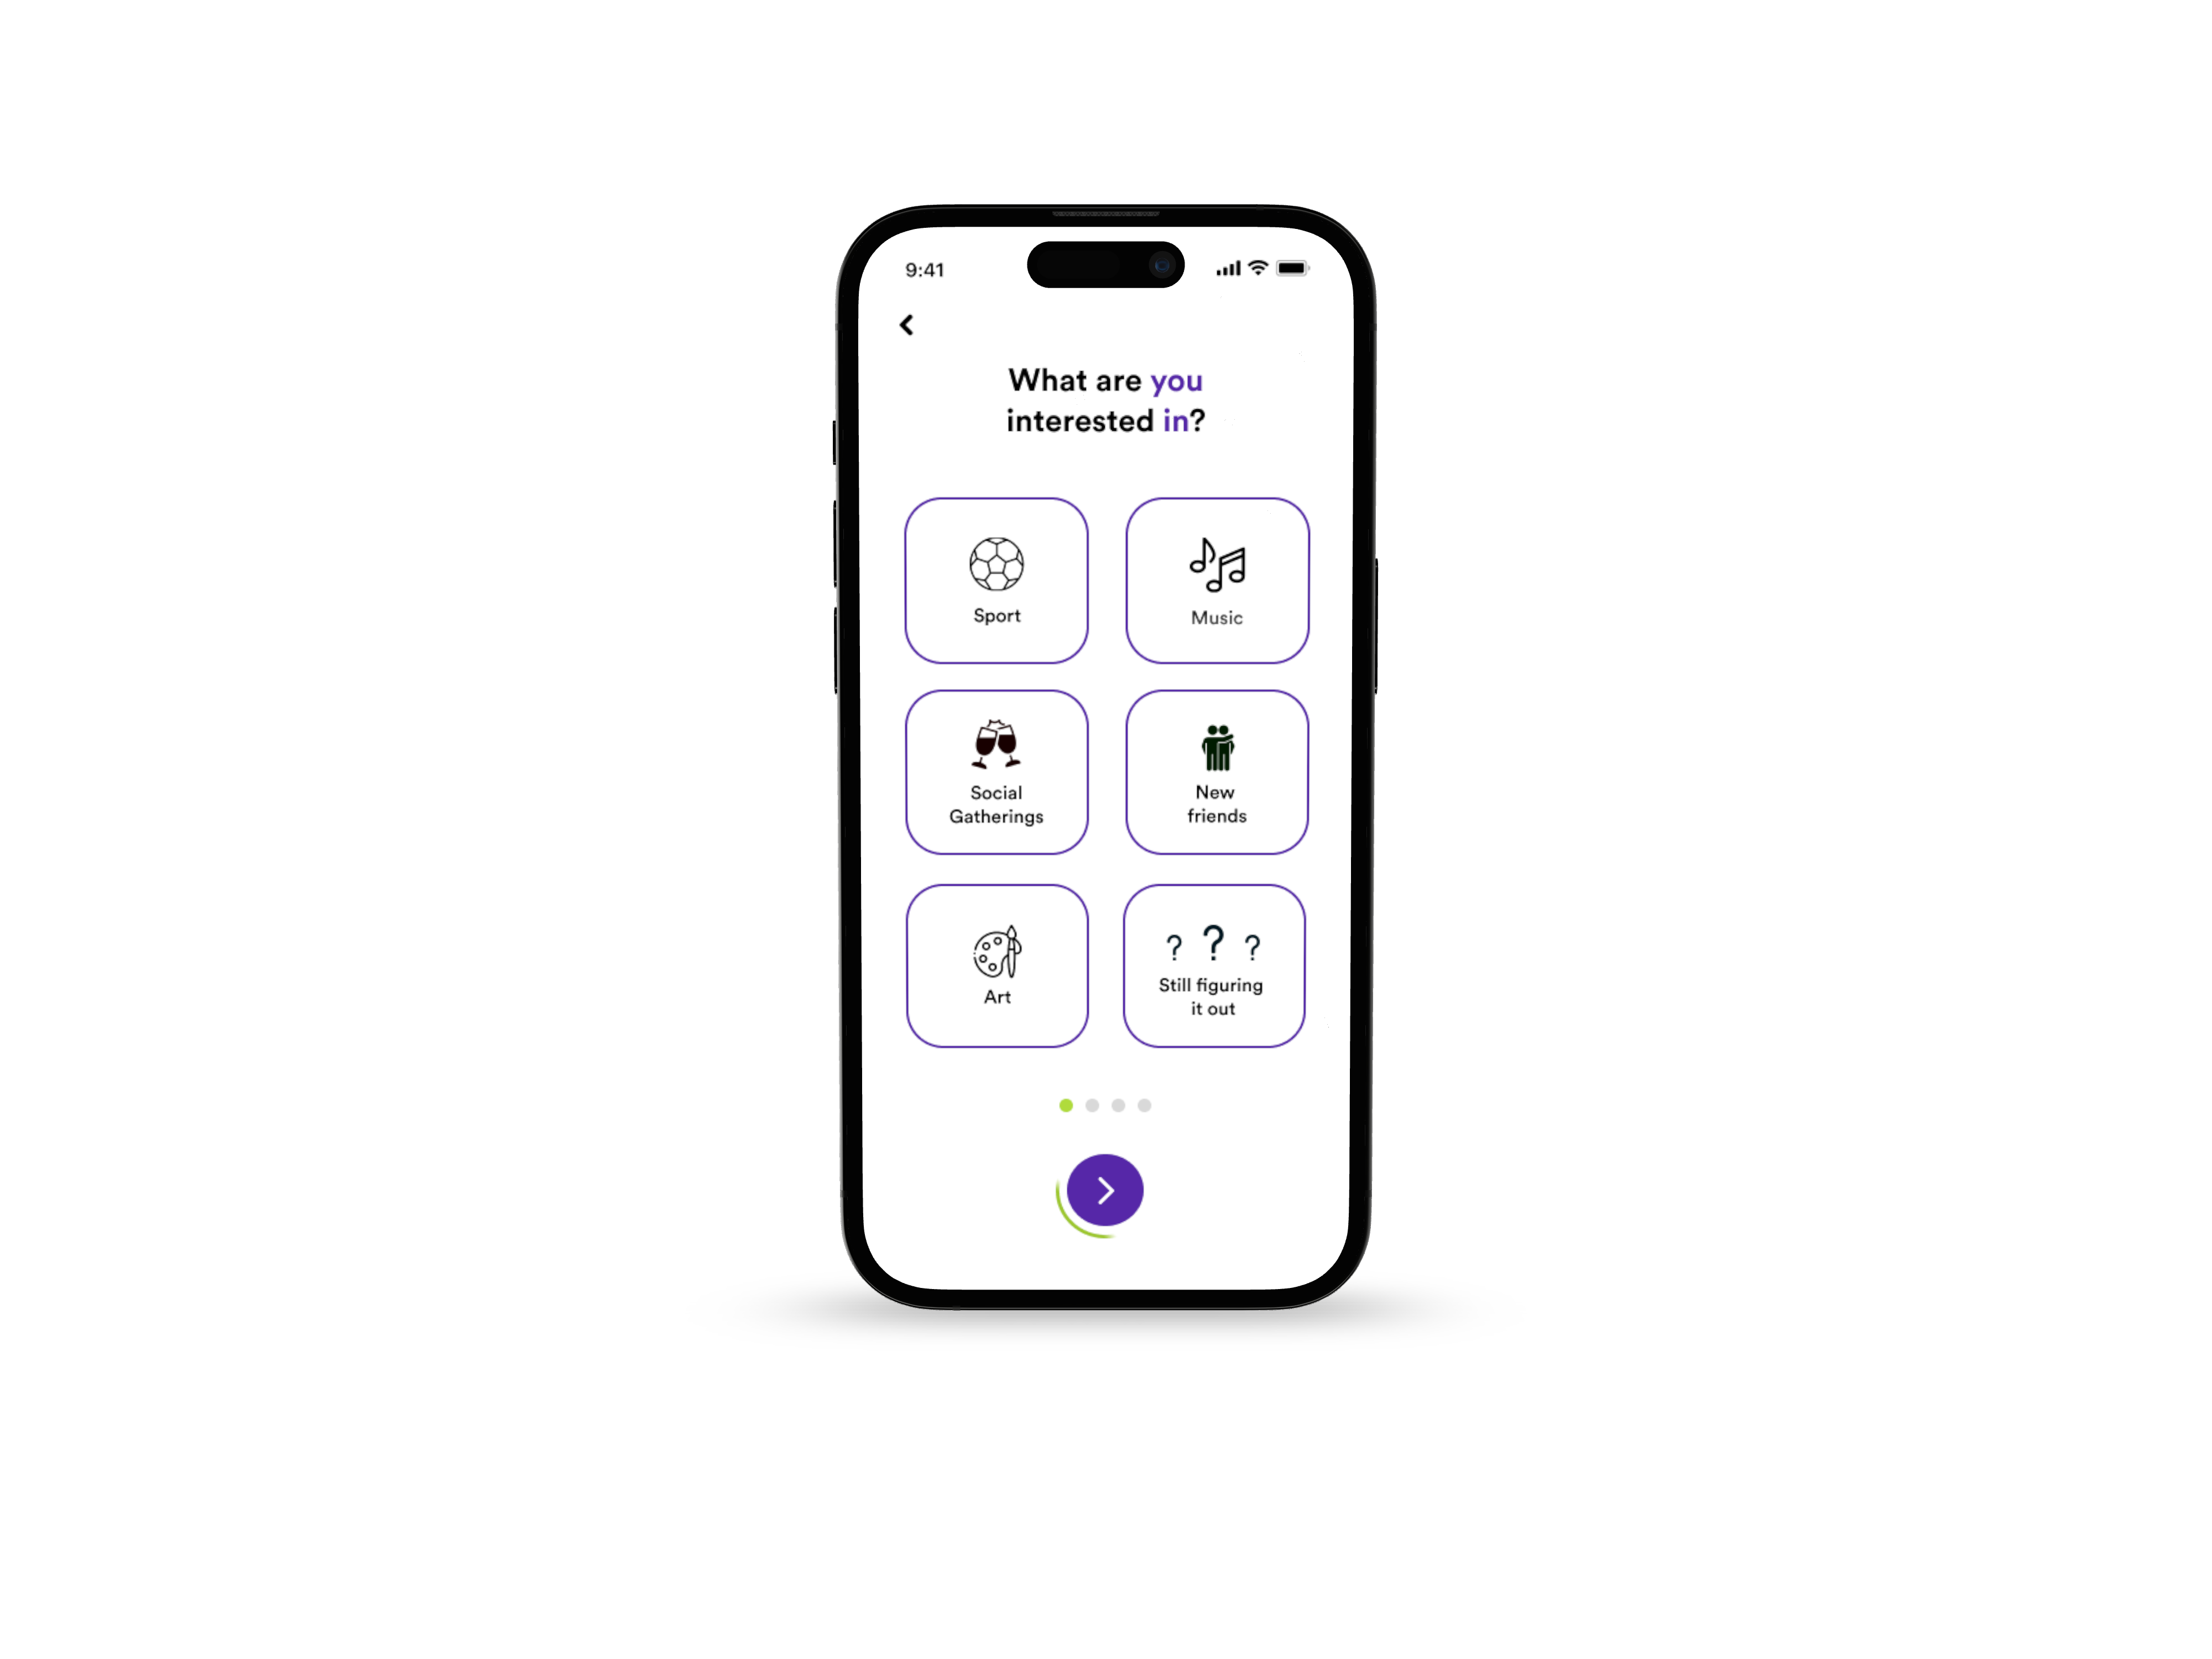 9:41
What are you
interested in?
Sport
Music
Social
Gatherings
New
friends
Art
? ? ?
Still figuring
it out